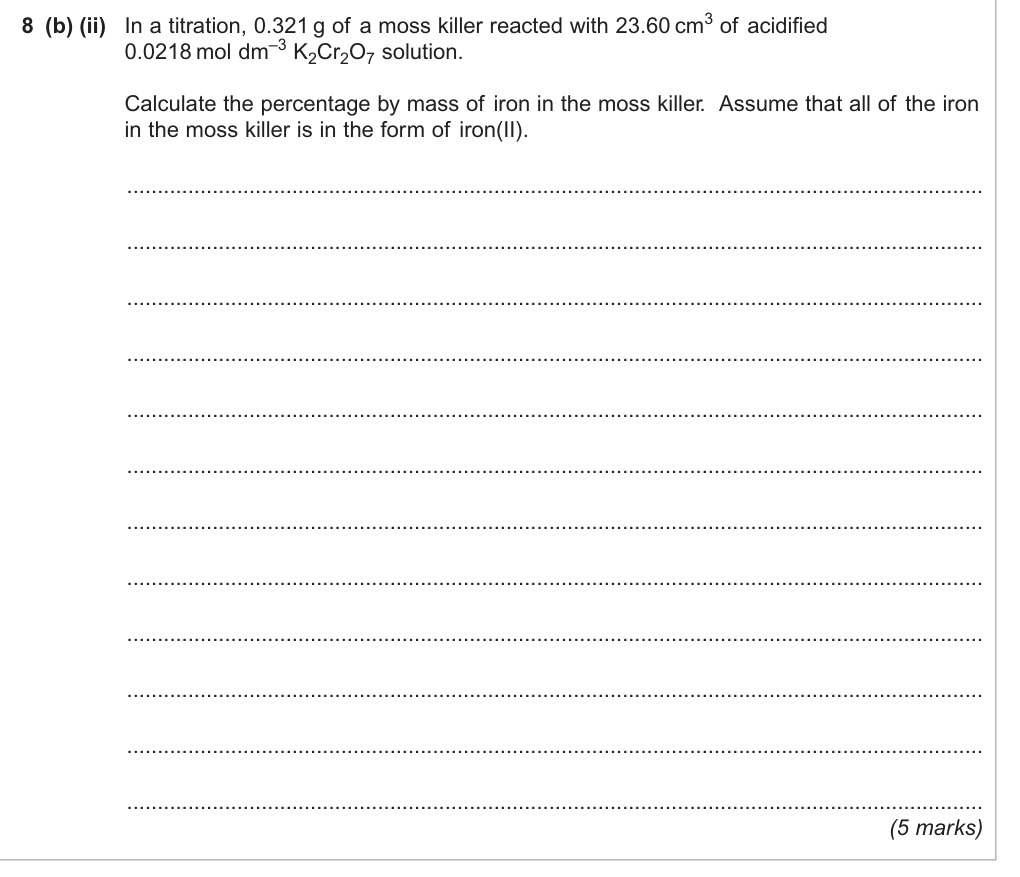 8 (b) (ii) In a titration, 0.321 g of a moss killer reacted with 23.60 cm³ of acidified
0.0218 mol dm⁻³ K₂Cr₂O₇ solution.
Calculate the percentage by mass of iron in the moss killer. Assume that all of the iron
in the moss killer is in the form of iron(II).
(5 marks)